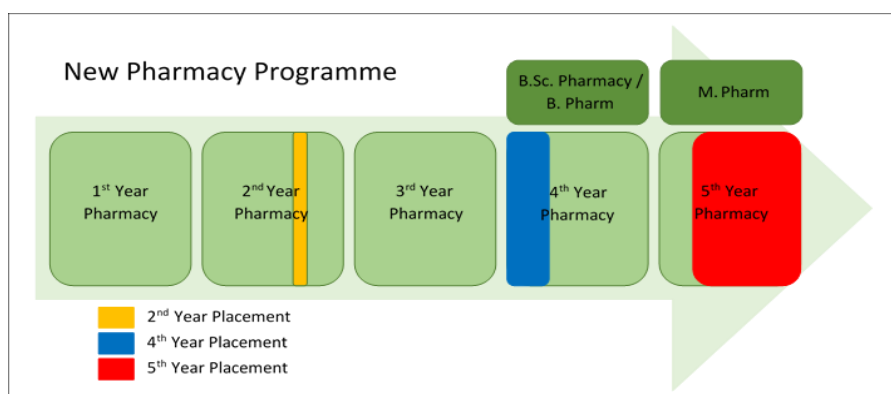 New Pharmacy Programme
B.Sc. Pharmacy /
B. Pharm
M. Pharm
1st Year
Pharmacy
2nd Year
Pharmacy
3rd Year
Pharmacy
4th Year
Pharmacy
5th Year
Pharmacy
2nd Year Placement
4th Year Placement
5th Year Placement